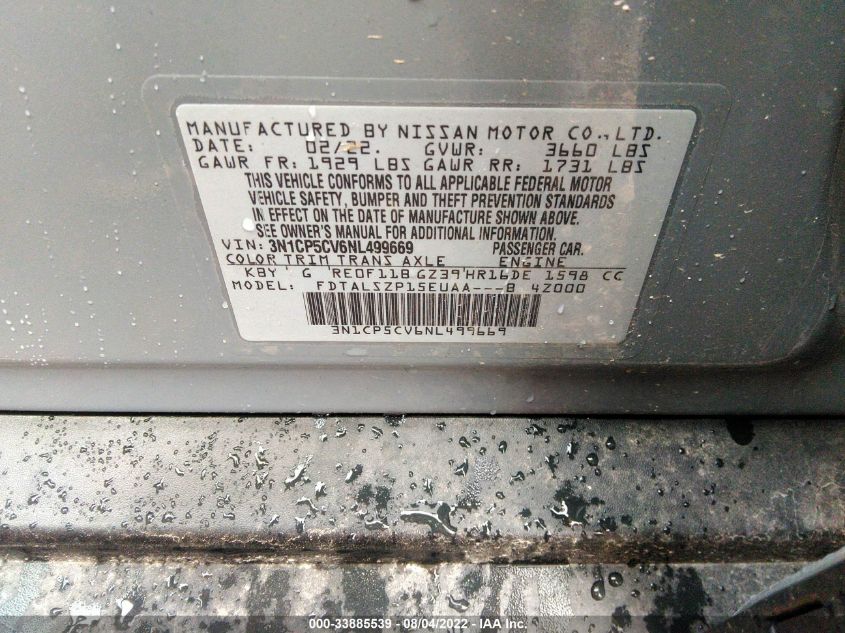 MANUFACTURED BY NISSAN MOTOR CO., LTD.
DATE: 02/22. GVWR: 3660 LBS
GAWR FR: 1929 LBS GAWR RR: 1731 LBS
THIS VEHICLE CONFORMS TO ALL APPLICABLE FEDERAL MOTOR
VEHICLE SAFETY, BUMPER AND THEFT PREVENTION STANDARDS
IN EFFECT ON THE DATE OF MANUFACTURE SHOWN ABOVE.
SEE OWNER'S MANUAL FOR ADDITIONAL INFORMATION.
VIN: 3N1CP5CV6NL499669 PASSENGER CAR.
COLOR TRIM TRANS AXLE ENGINE
KBY G RE0F11B GZ39 HR16DE 1598 CC
MODEL: FDTALSZP15EUAA---B 4Z000
3N1CP5CV6NL499669
000-33885539 - 08/04/2022 - IAA Inc.